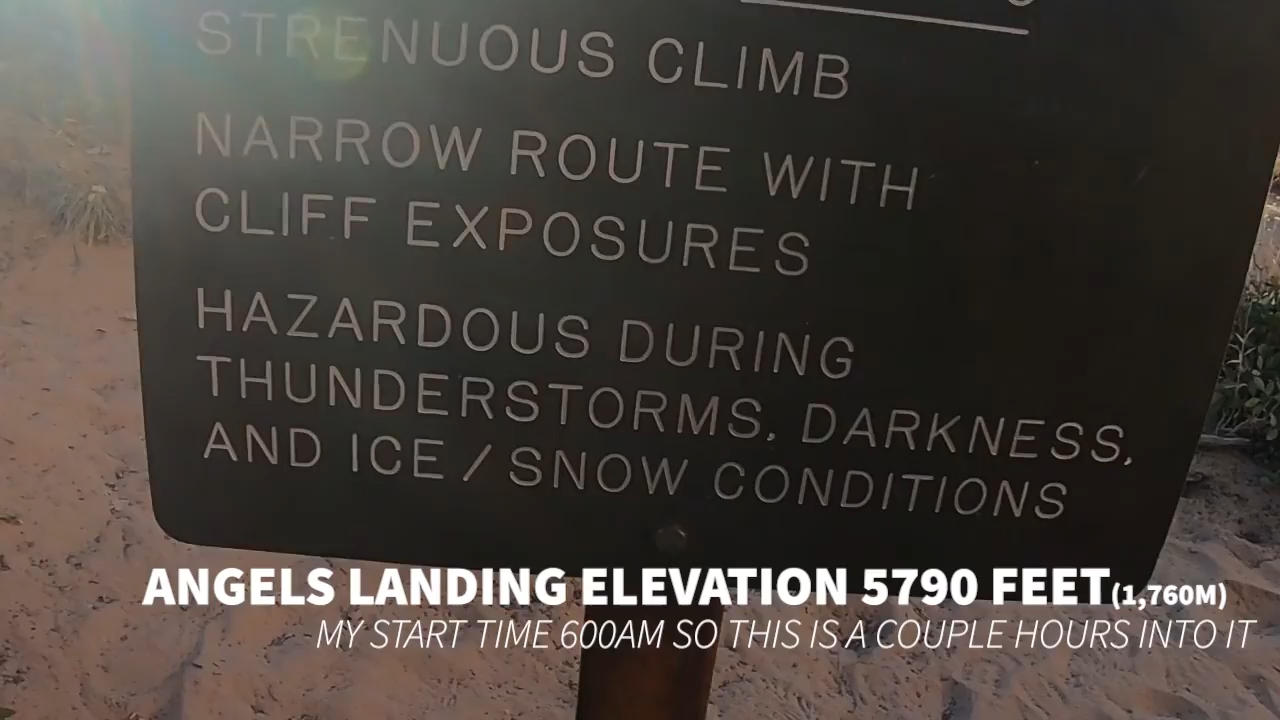 STRENUOUS CLIMB
NARROW ROUTE WITH
CLIFF EXPOSURES
HAZARDOUS DURING
THUNDERSTORMS, DARKNESS,
AND ICE / SNOW CONDITIONS
ANGELS LANDING ELEVATION 5790 FEET(1,760M)
MY START TIME 600AM SO THIS IS A COUPLE HOURS INTO IT